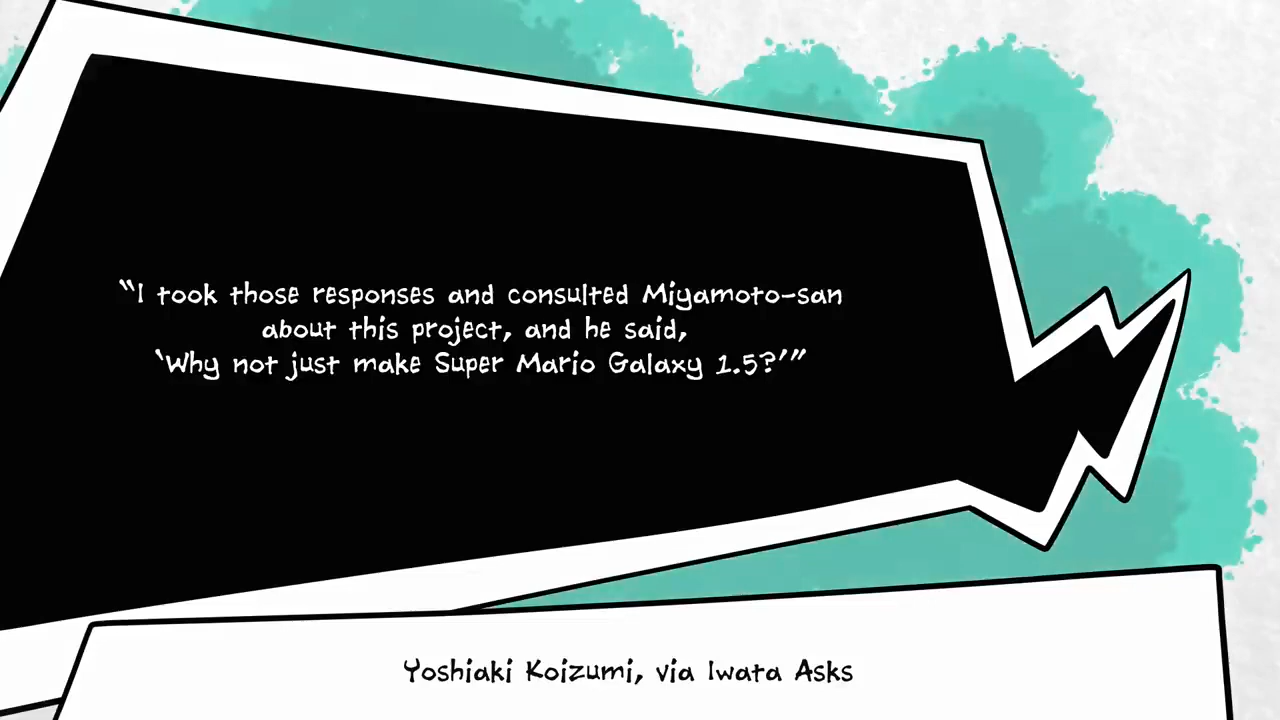 “I took those responses and consulted Miyamoto-san
about this project, and he said,
‘Why not just make Super Mario Galaxy 1.5?’”
Yoshiaki Koizumi, via Iwata Asks